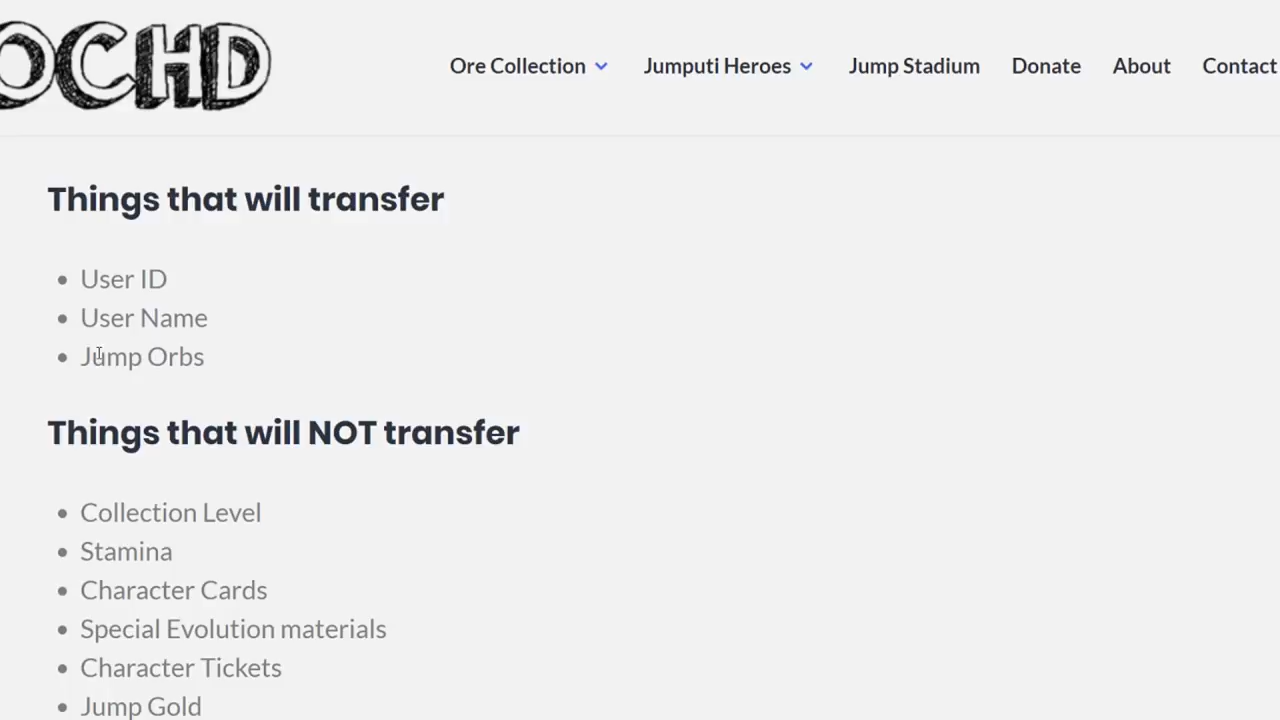 OCHD
Ore Collection Jumputi Heroes Jump Stadium Donate About Contact
Things that will transfer
• User ID
• User Name
• Jump Orbs
Things that will NOT transfer
• Collection Level
• Stamina
• Character Cards
• Special Evolution materials
• Character Tickets
• Jump Gold